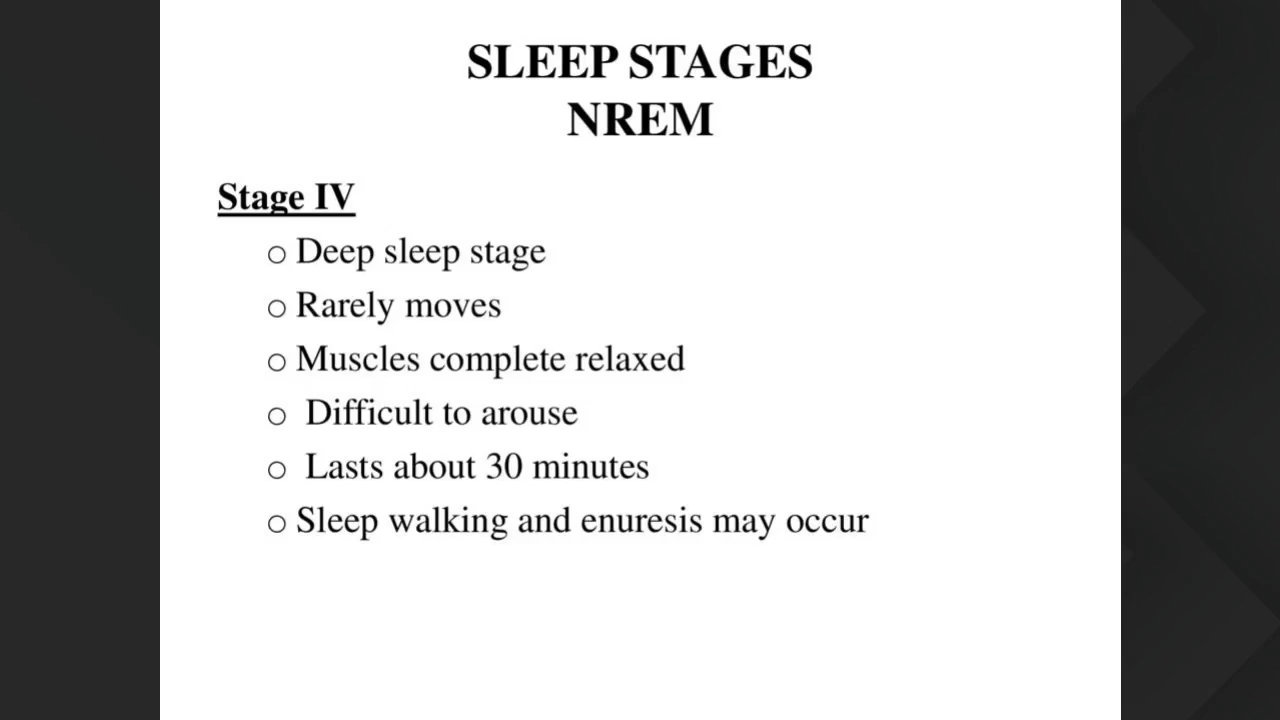 SLEEP STAGES
NREM
Stage IV
o Deep sleep stage
o Rarely moves
o Muscles complete relaxed
o Difficult to arouse
o Lasts about 30 minutes
o Sleep walking and enuresis may occur